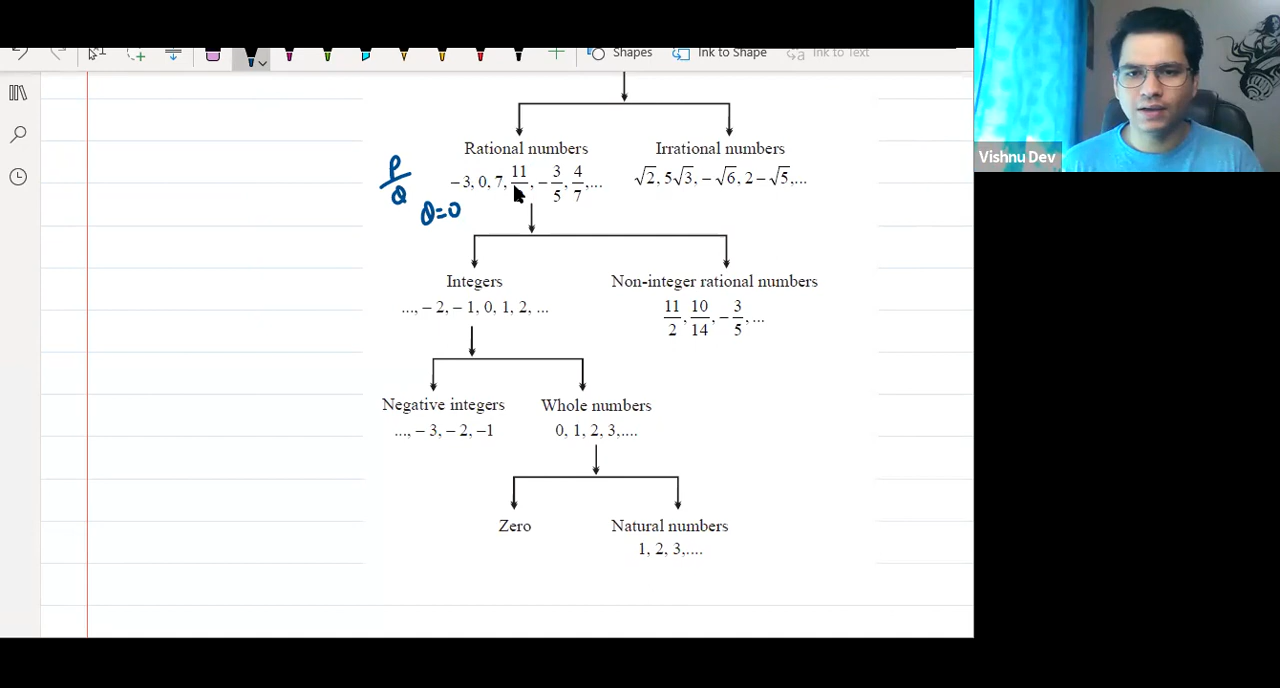 Shapes Ink to Shape Ink to Text
Vishnu Dev
Rational numbers Irrational numbers
P/Q
−3, 0, 7, 11/ , −3/5, 4/7,... √2, 5√3, −√6, 2−√5,...
Q=0
Integers Non-integer rational numbers
..., −2, −1, 0, 1, 2, ... 11/2, 10/14, −3/5, ...
Negative integers Whole numbers
..., −3, −2, −1 0, 1, 2, 3,....
Zero Natural numbers
1, 2, 3,....